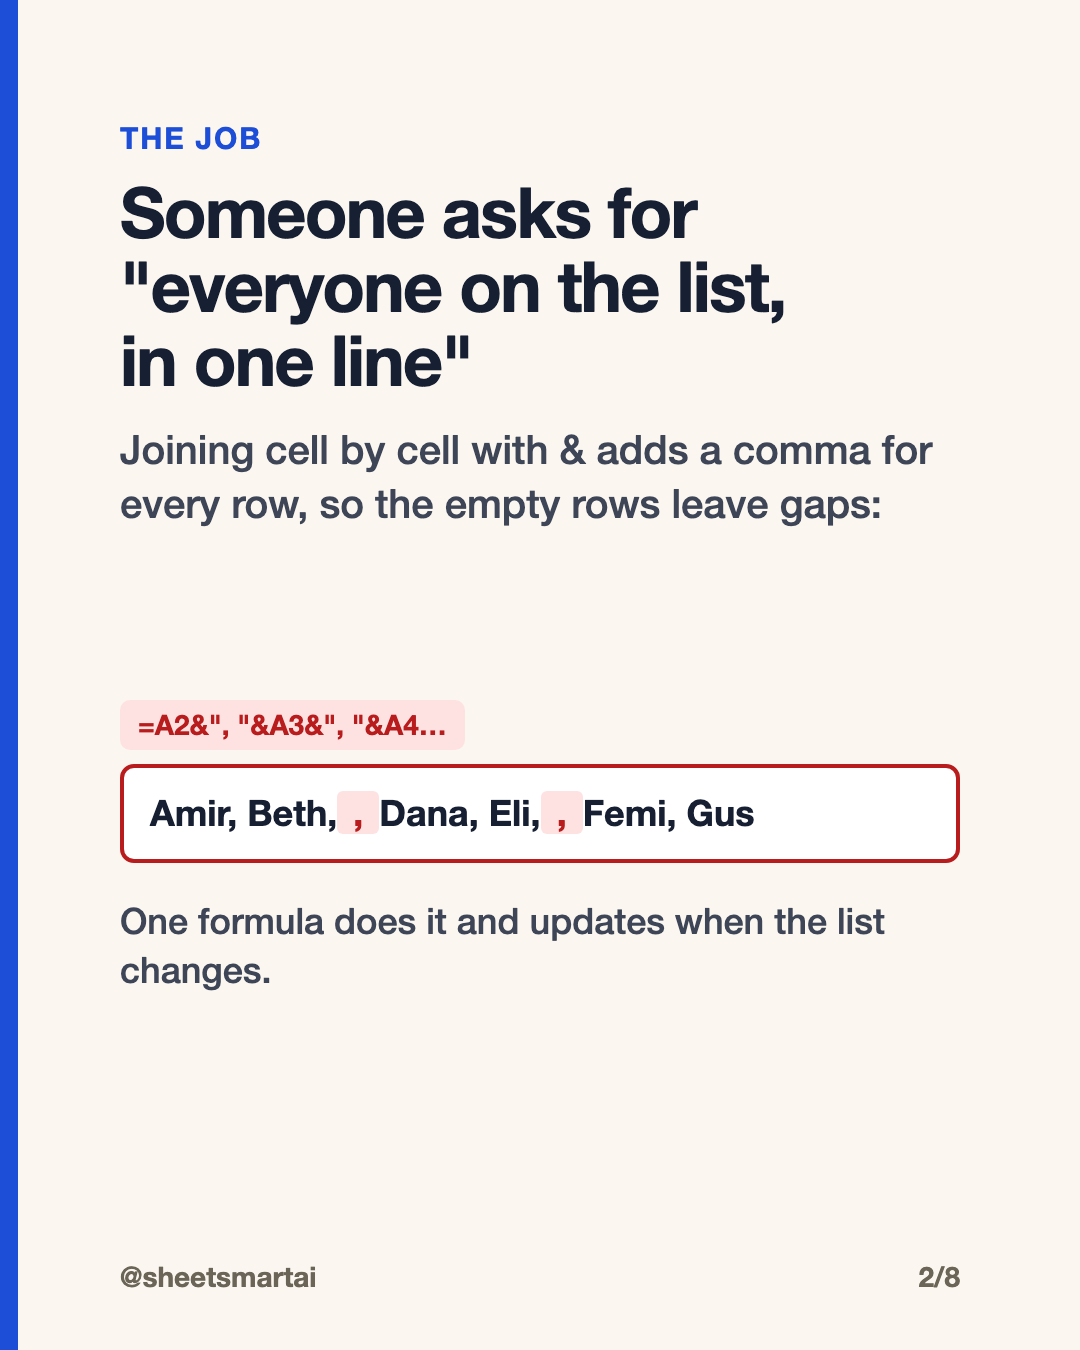 THE JOB
Someone asks for
"everyone on the list,
in one line"
Joining cell by cell with & adds a comma for
every row, so the empty rows leave gaps:
=A2&", "&A3&", "&A4...
Amir, Beth, , Dana, Eli, , Femi, Gus
One formula does it and updates when the list
changes.
@sheetsmartai
2/8